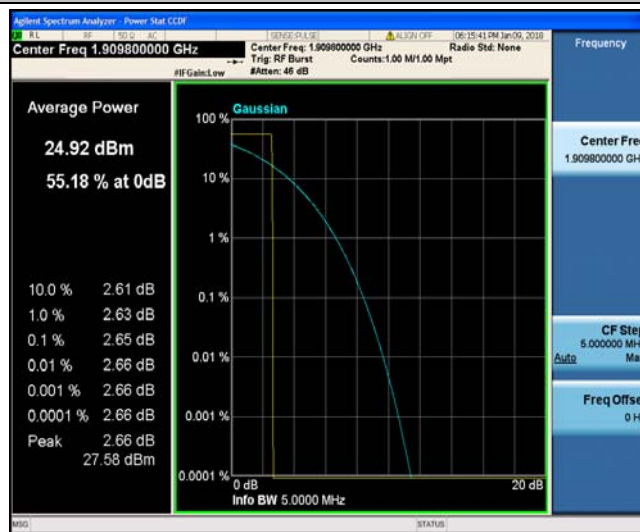 Agilent Spectrum Analyzer - Power Stat CCDF
RL RF 50 Ω AC SENSE:PULSE ALIGN OFF 06:15:41 PM Jan 09, 2018
Center Freq 1.909800000 GHz
Center Freq: 1.909800000 GHz Radio Std: None
Trig: RF Burst Counts:1.00 M/1.00 Mpt
#IFGain:Low #Atten: 46 dB
Average Power
24.92 dBm
55.18 % at 0dB
10.0 % 2.61 dB
1.0 % 2.63 dB
0.1 % 2.65 dB
0.01 % 2.66 dB
0.001 % 2.66 dB
0.0001 % 2.66 dB
Peak 2.66 dB
27.58 dBm
Gaussian
100 %
10 %
1 %
0.1 %
0.01 %
0.001 %
0.0001 %
0 dB 20 dB
Info BW 5.0000 MHz
Frequency
Center Fre
1.909800000 GH
CF Ste
5.000000 MH
Auto Ma
Freq Offse
0 H
MSG STATUS